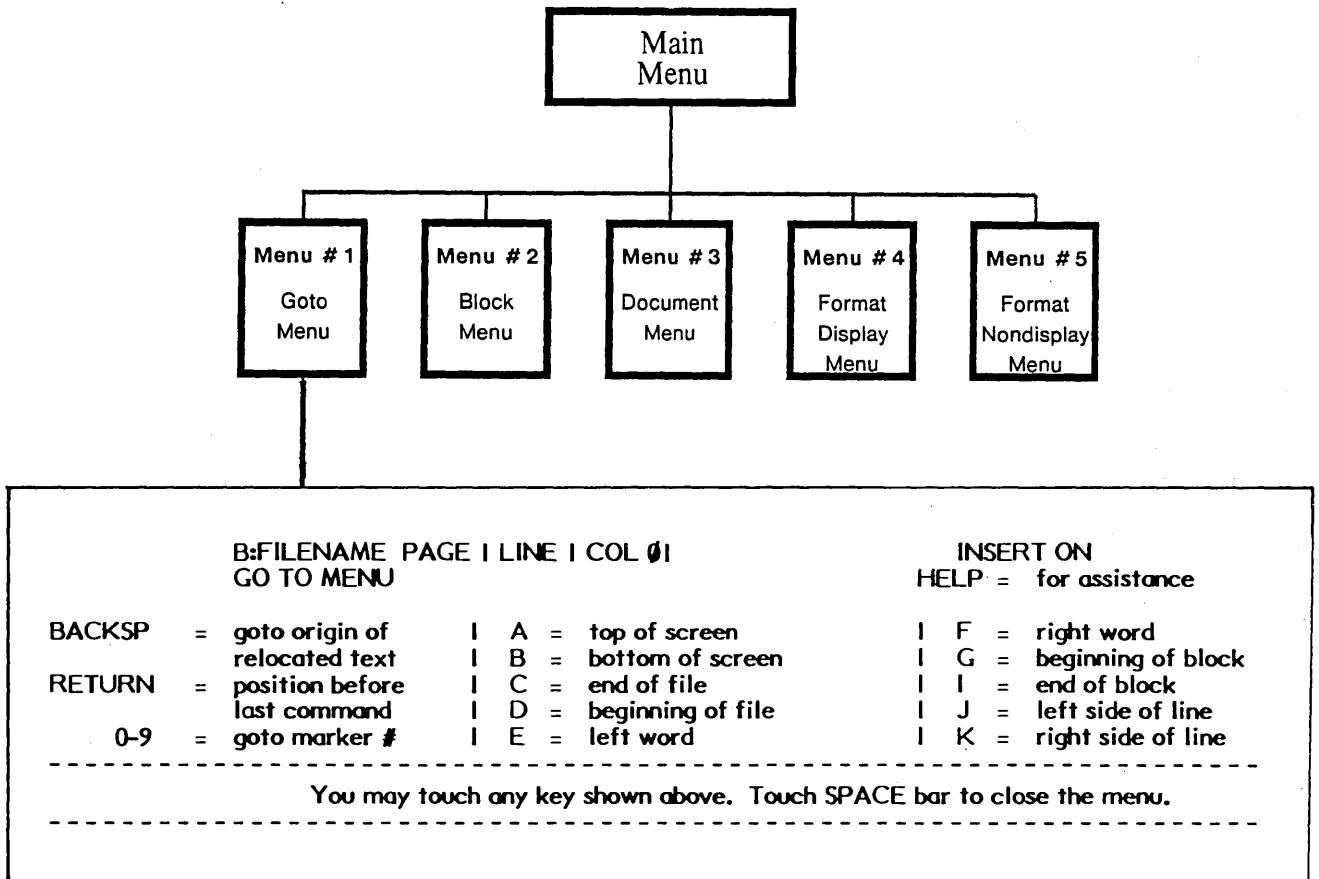 Main
Menu
Menu # 1
Goto
Menu
Menu # 2
Block
Menu
Menu # 3
Document
Menu
Menu # 4
Format
Display
Menu
Menu # 5
Format
Nondisplay
Menu
B:FILENAME PAGE 1 LINE 1 COL 01 INSERT ON
GO TO MENU HELP = for assistance
BACKSP = goto origin of | A = top of screen | F = right word
relocated text | B = bottom of screen | G = beginning of block
RETURN = position before | C = end of file | I = end of block
last command | D = beginning of file | J = left side of line
0-9 = goto marker # | E = left word | K = right side of line
You may touch any key shown above. Touch SPACE bar to close the menu.